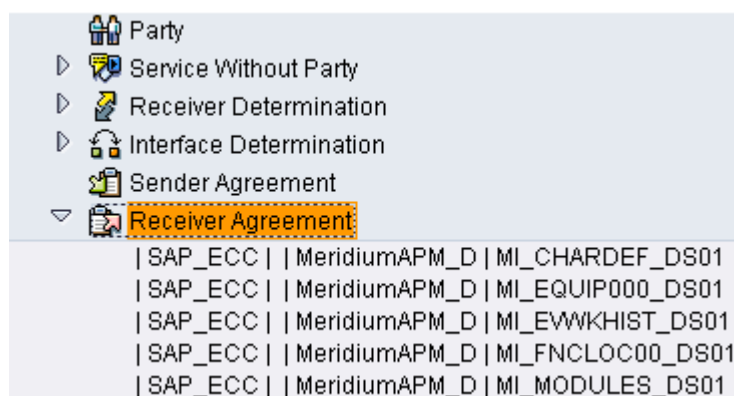 Party
Service Without Party
Receiver Determination
Interface Determination
Sender Agreement
Receiver Agreement
| SAP_ECC | | MeridiumAPM_D | MI_CHARDEF_DS01
| SAP_ECC | | MeridiumAPM_D | MI_EQUIP000_DS01
| SAP_ECC | | MeridiumAPM_D | MI_EVWKHIST_DS01
| SAP_ECC | | MeridiumAPM_D | MI_FNCLOC00_DS01
| SAP_ECC | | MeridiumAPM_D | MI_MODULES_DS01